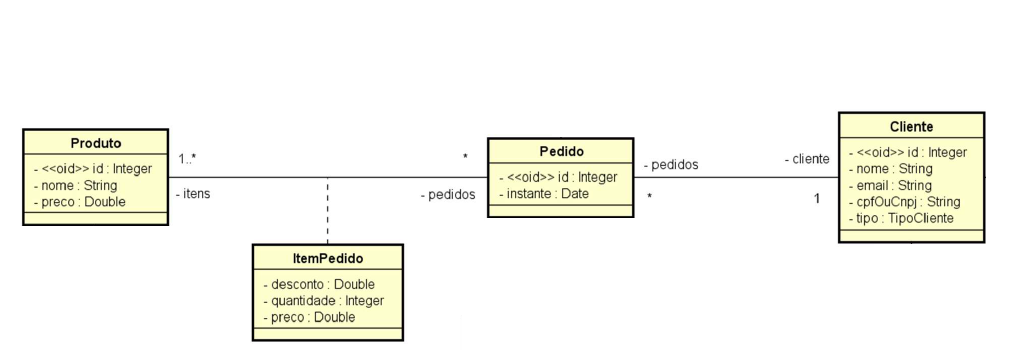 Produto
- <<oid>> id : Integer
- nome : String
- preco : Double
1..*
- itens
*
- pedidos
ItemPedido
- desconto : Double
- quantidade : Integer
- preco : Double
Pedido
- <<oid>> id : Integer
- instante : Date
- pedidos
*
- cliente
1
Cliente
- <<oid>> id : Integer
- nome : String
- email : String
- cpfOuCnpj : String
- tipo : TipoCliente